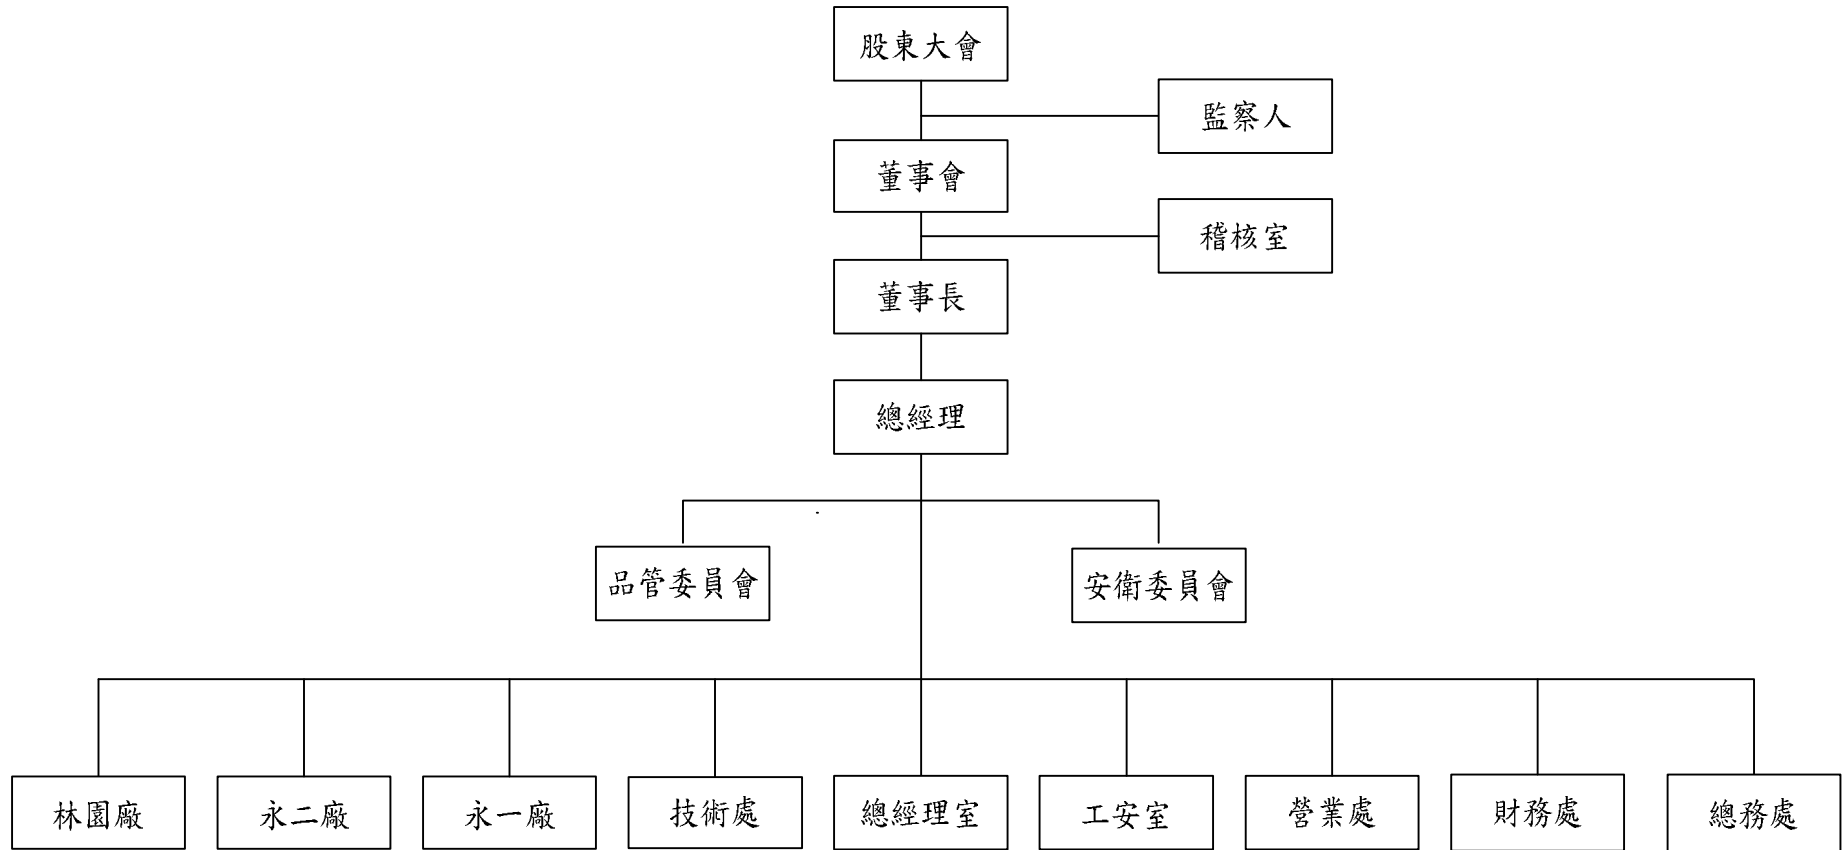 股東大會
監察人
董事會
稽核室
董事長
總經理
品管委員會
安衛委員會
林園廠
永二廠
永一廠
技術處
總經理室
工安室
營業處
財務處
總務處